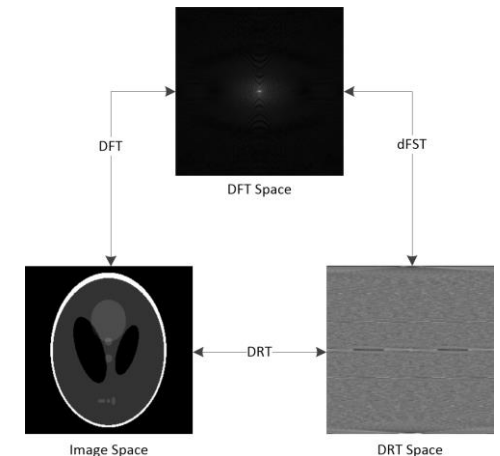 DFT
dFST
DFT Space
DRT
Image Space
DRT Space